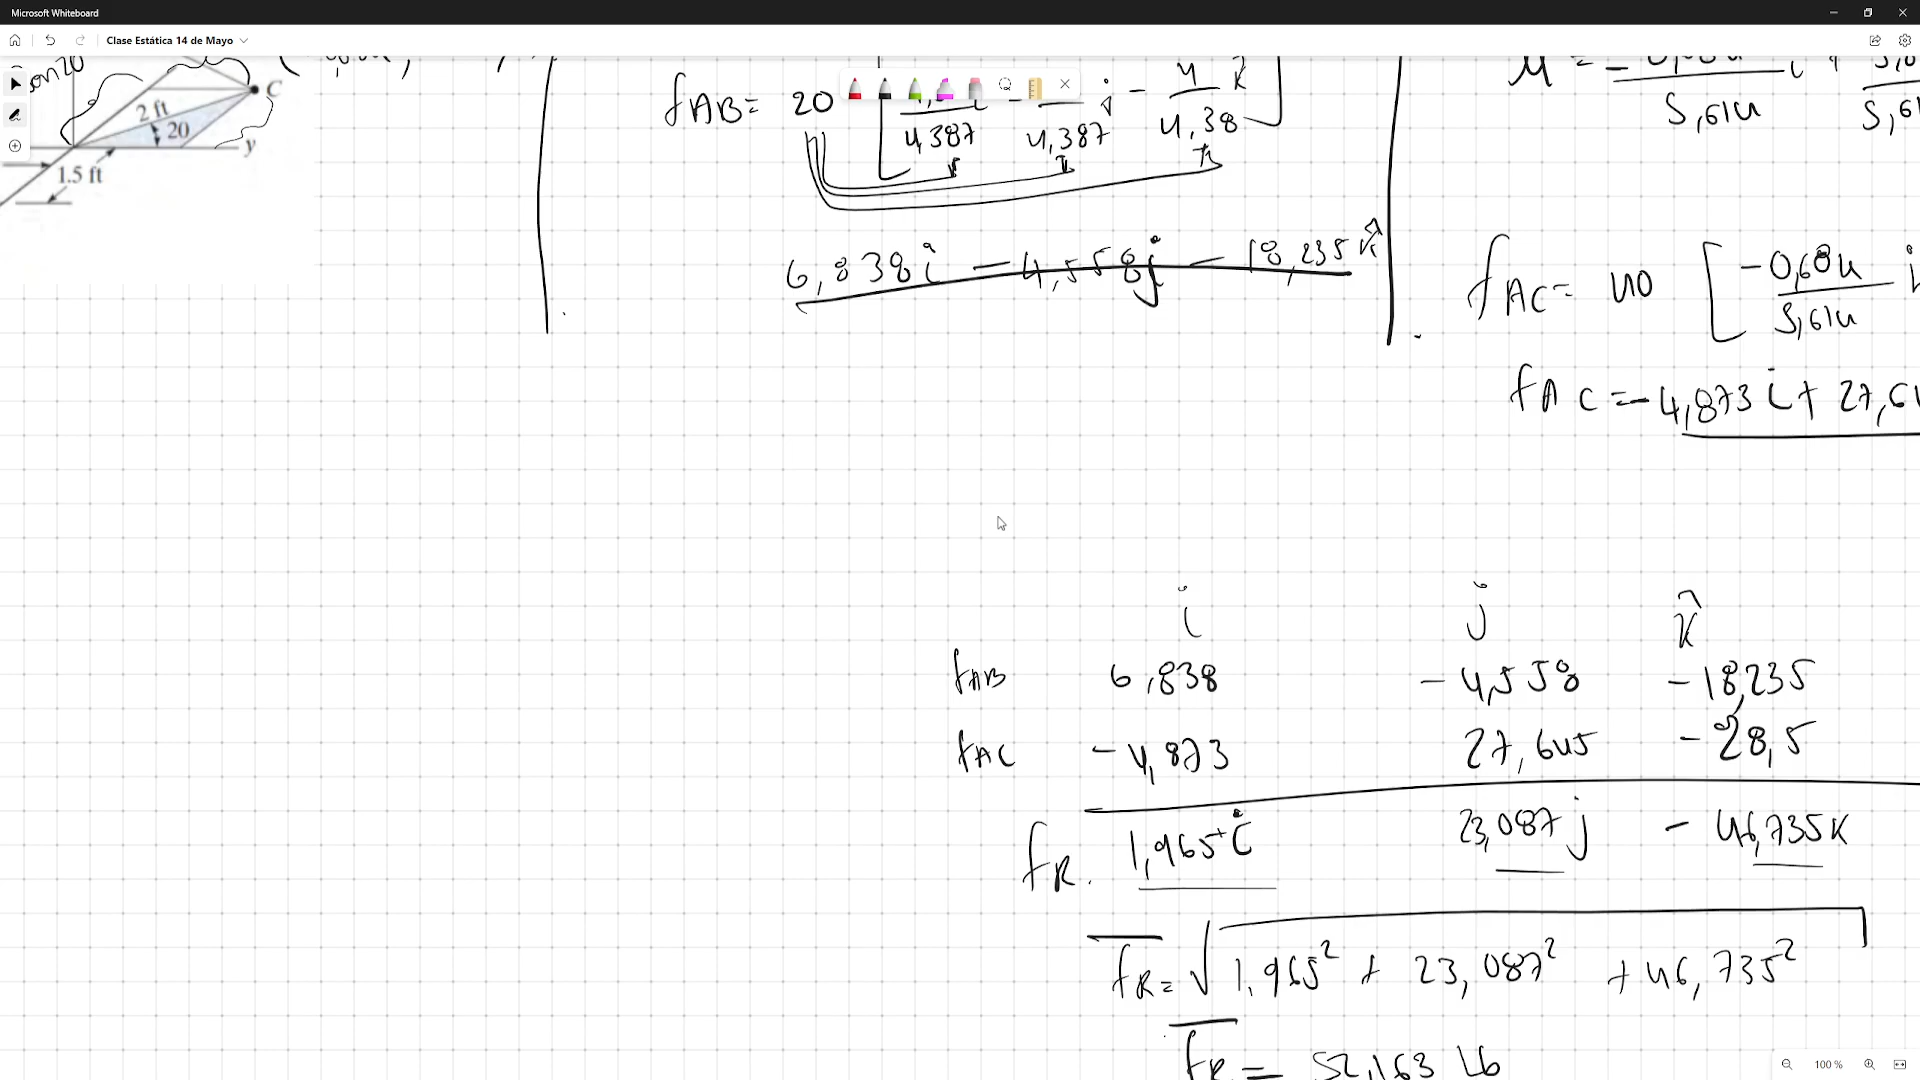 Microsoft Whiteboard
Clase Estática 14 de Mayo
2 ft
20
C
y
1.5 ft
fAB = 20
4,387 4,387 4,38
6,838 i - 4,558 j - 18,235 k̂
5,614
fAC = 40 [ -0,684 i
5,614
fAC = -4,873 i + 27,64
i j k̂
fAB 6,838 -4,558 -18,235
fAC -4,873 27,645 -28,5
fR. 1,965 i + 23,087 j - 46,735 k
fR = √ 1,965² + 23,087² + 46,735²
fR = 52,163 Lb
100 %